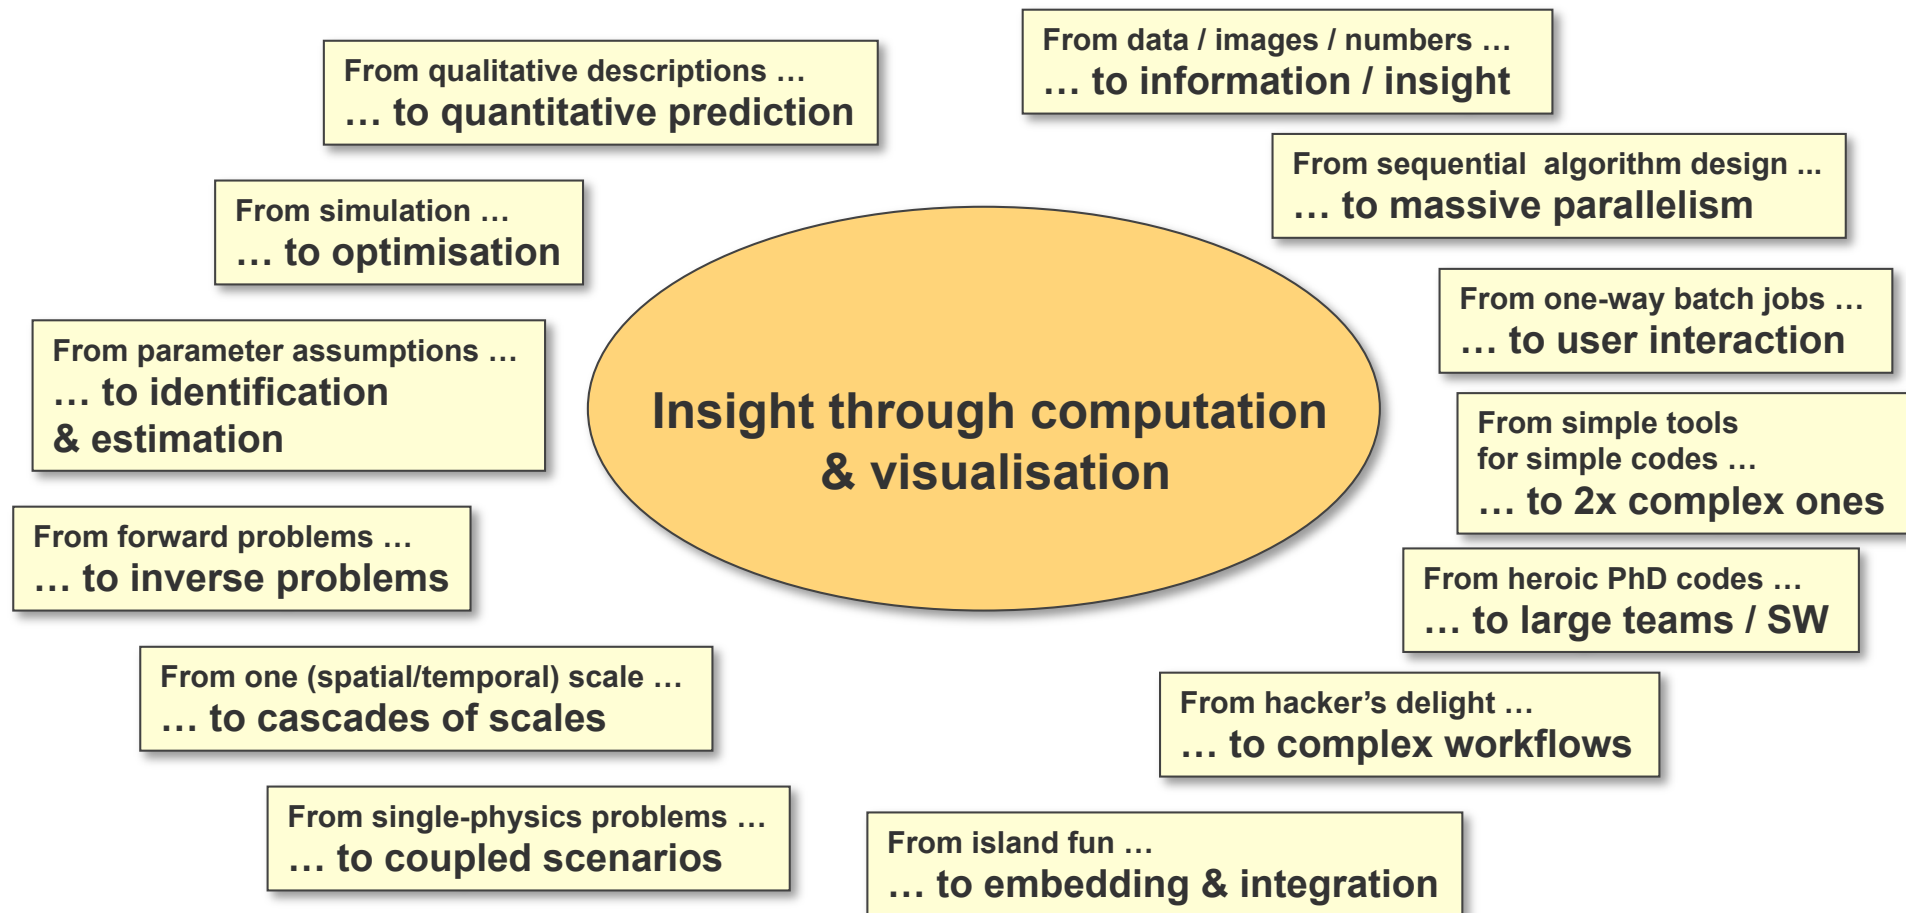 From qualitative descriptions …
… to quantitative prediction
From data / images / numbers …
… to information / insight
From sequential  algorithm design ...
… to massive parallelism
From simulation …
… to optimisation
From one-way batch jobs …
… to user interaction
From parameter assumptions …
… to identification
& estimation
Insight through computation
& visualisation
From simple tools
for simple codes …
… to 2x complex ones
From forward problems …
… to inverse problems
From heroic PhD codes …
… to large teams / SW
From one (spatial/temporal) scale …
… to cascades of scales
From hacker’s delight …
… to complex workflows
From single-physics problems …
… to coupled scenarios
From island fun …
… to embedding & integration